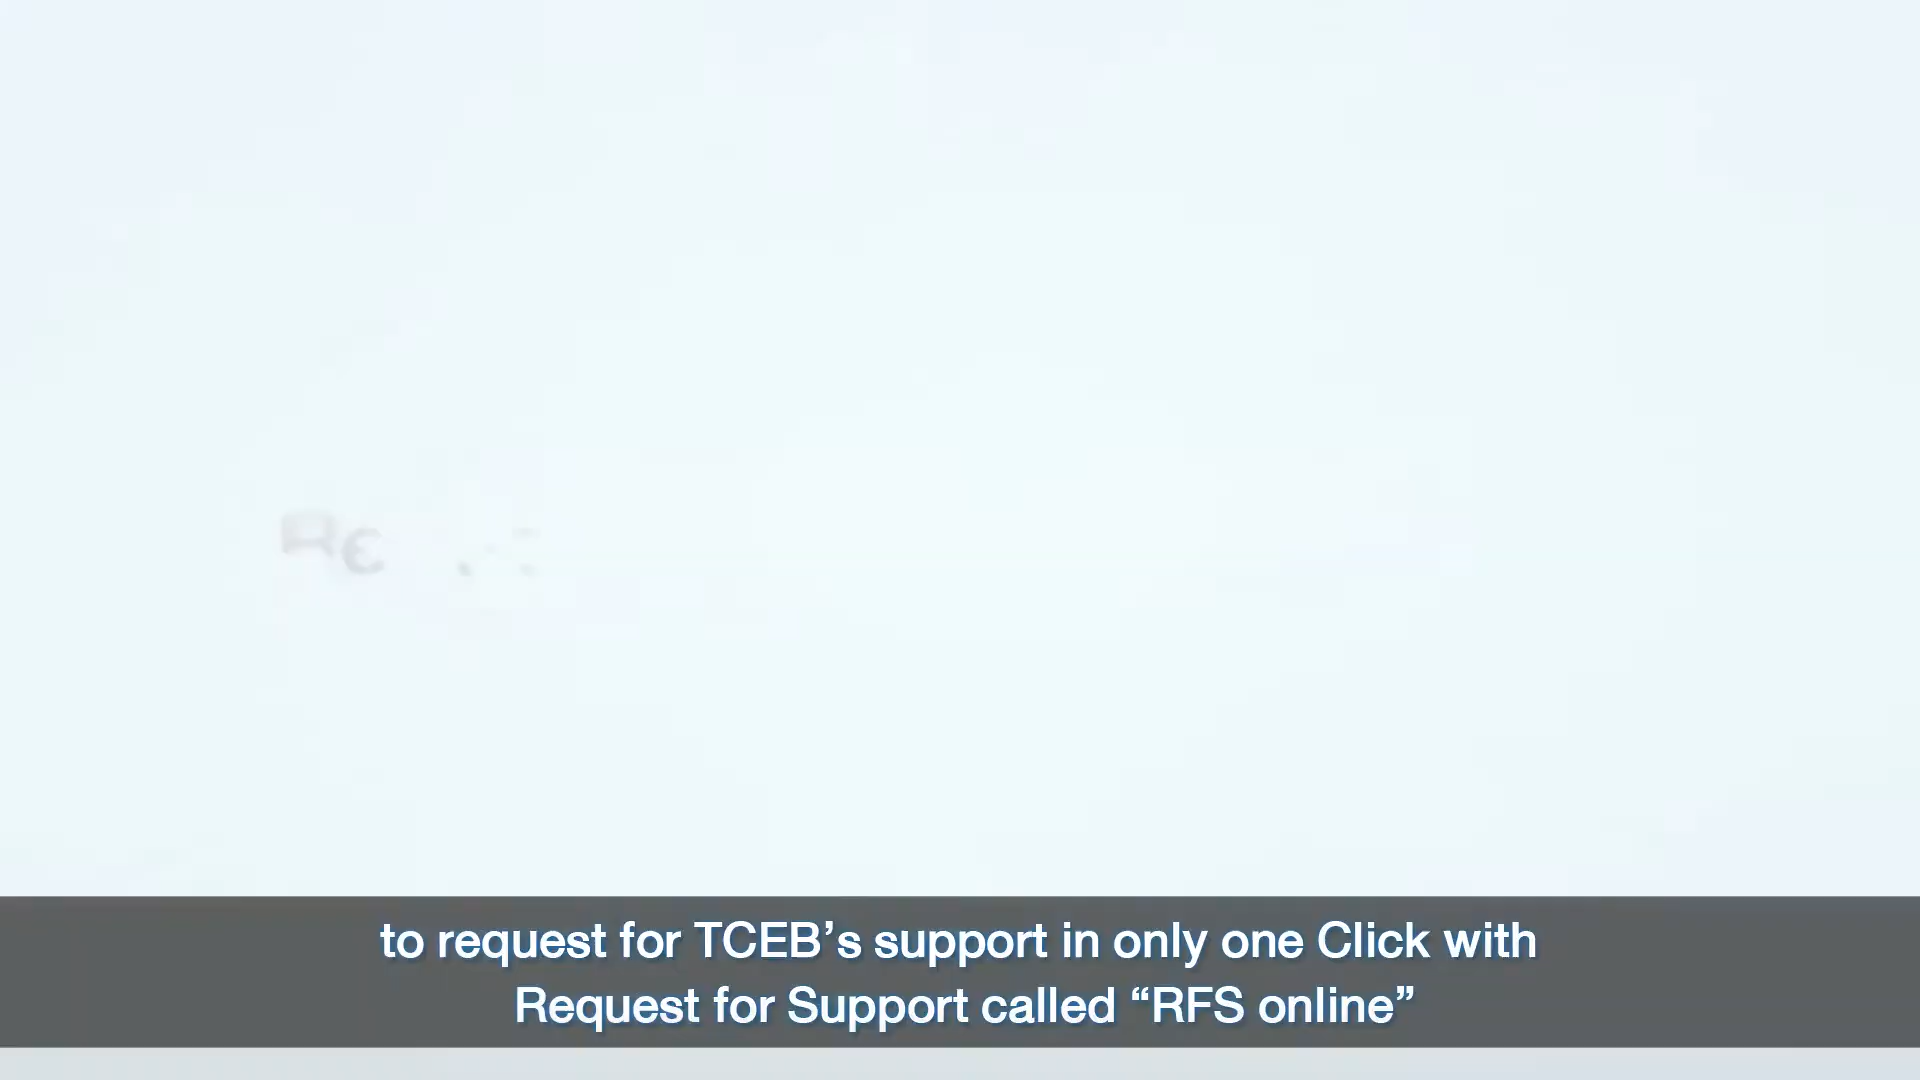 to request for TCEB’s support in only one Click with
Request for Support called “RFS online”